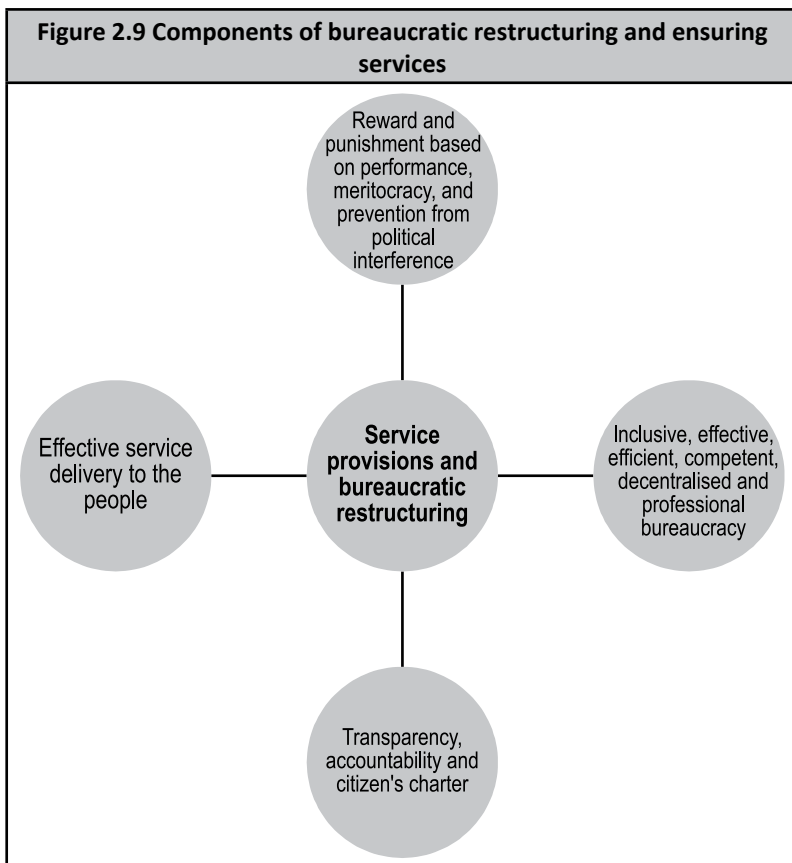 Figure 2.9 Components of bureaucratic restructuring and ensuring
services
Reward and
punishment based
on performance,
meritocracy, and
prevention from
political
interference
Effective service
delivery to the
people
Service
provisions and
bureaucratic
restructuring
Inclusive, effective,
efficient, competent,
decentralised and
professional
bureaucracy
Transparency,
accountability and
citizen's charter